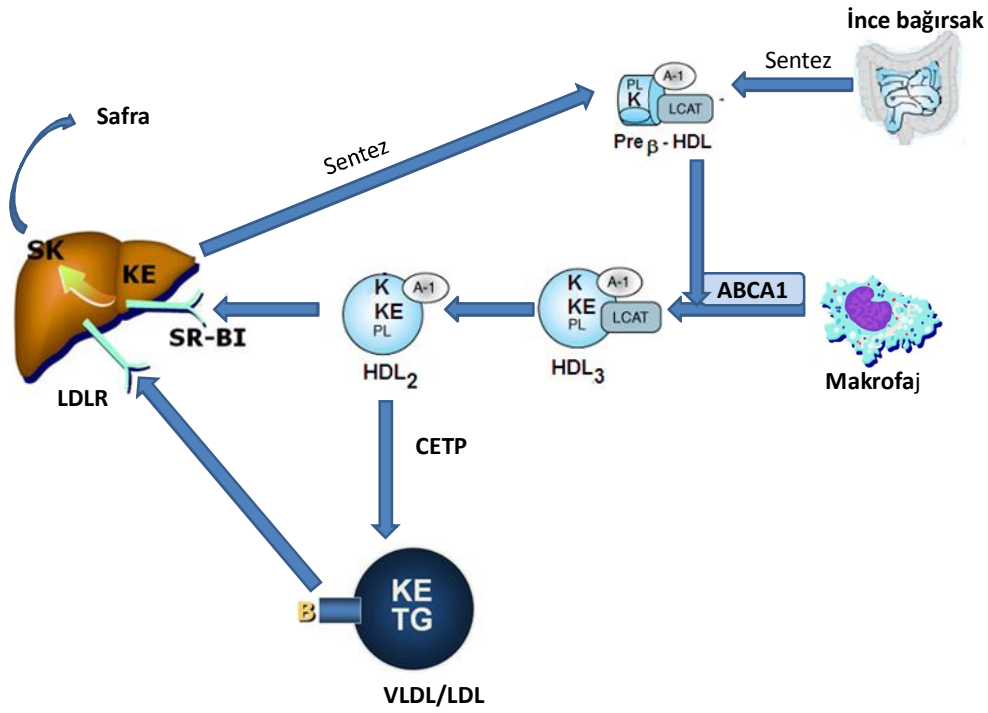 İnce bağırsak
Sentez
PL
K
A-1
LCAT
Pre β - HDL
Safra
Sentez
SK
KE
SR-BI
LDLR
K
KE
PL
A-1
HDL2
K
KE
PL
A-1
LCAT
HDL3
ABCA1
Makrofaj
CETP
B
KE
TG
VLDL/LDL